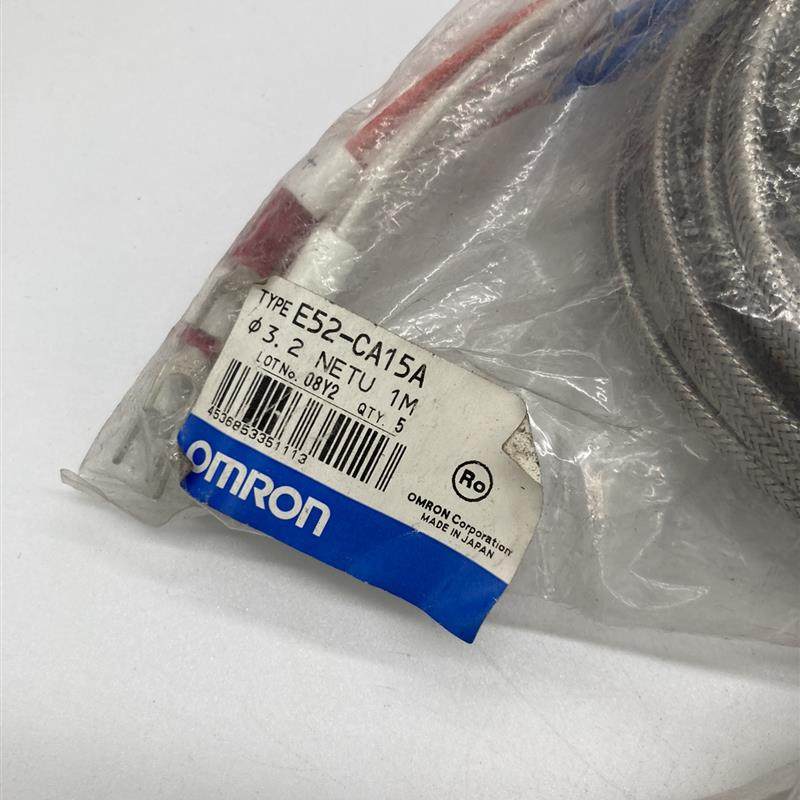 TYPE E52-CA15A
φ3.2 NETU 1M
LOT No. 08Y2 QTY. 5
4536853351113
Ro
OMRON
OMRON Corporation
MADE IN JAPAN